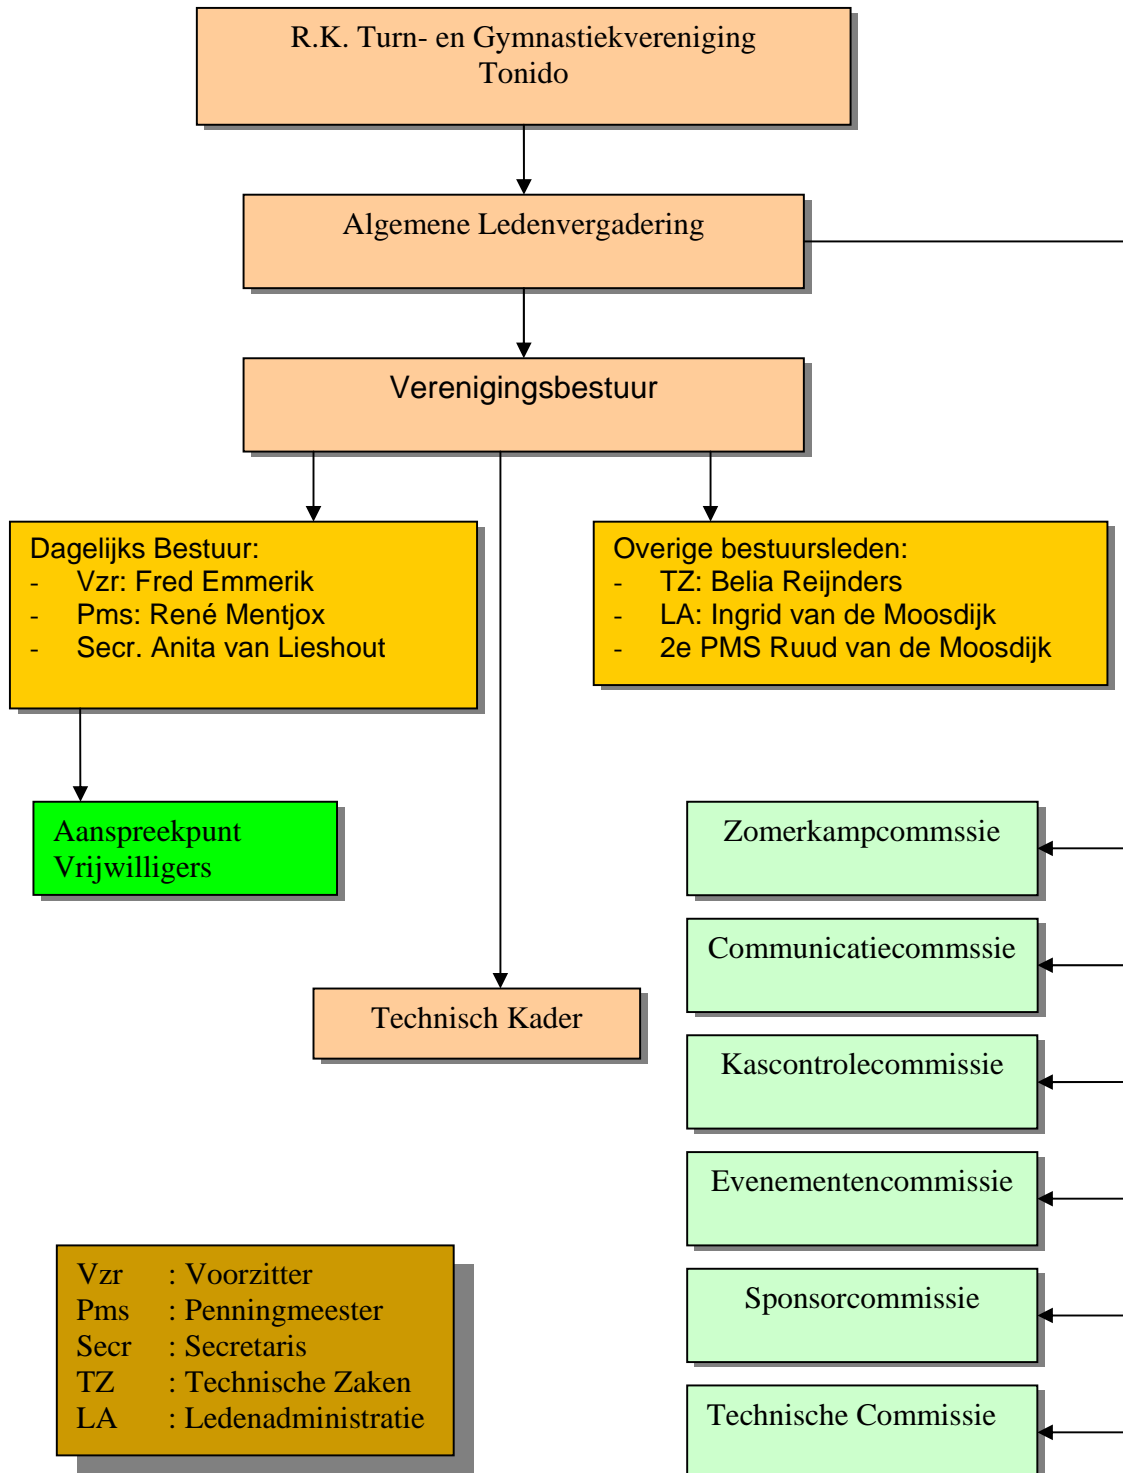 R.K. Turn- en Gymnastiekvereniging
Tonido
Algemene Ledenvergadering
Verenigingsbestuur
Dagelijks Bestuur:
- Vzr: Fred Emmerik
- Pms: René Mentjox
- Secr. Anita van Lieshout
Overige bestuursleden:
- TZ: Belia Reijnders
- LA: Ingrid van de Moosdijk
- 2e PMS Ruud van de Moosdijk
Aanspreekpunt
Vrijwilligers
Zomerkampcommssie
Communicatiecommssie
Technisch Kader
Kascontrolecommissie
Evenementencommissie
Sponsorcommissie
Technische Commissie
Vzr : Voorzitter
Pms : Penningmeester
Secr : Secretaris
TZ : Technische Zaken
LA : Ledenadministratie